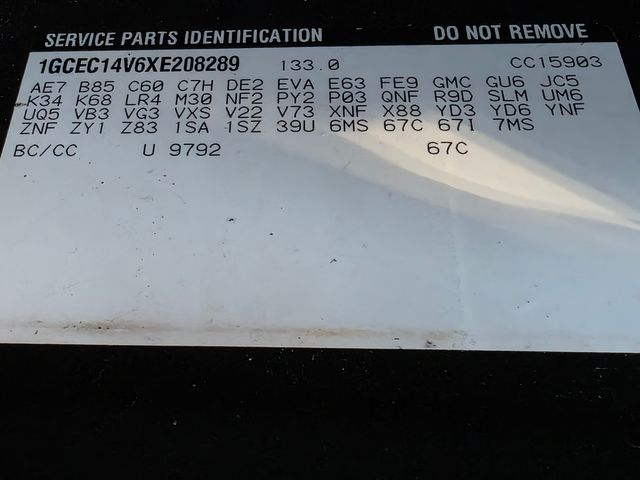 SERVICE PARTS IDENTIFICATION DO NOT REMOVE
1GCEC14V6XE208289 133.0 CC15903
AE7 B85 C60 C7H DE2 EVA E63 FE9 GMC GU6 JC5
K34 K68 LR4 M30 NF2 PY2 P03 QNF R9D SLM UM6
UQ5 VB3 VG3 VXS V22 V73 XNF X88 YD3 YD6 YNF
ZNF ZY1 Z83 1SA 1SZ 39U 6MS 67C 67I 7MS
BC/CC U 9792 67C